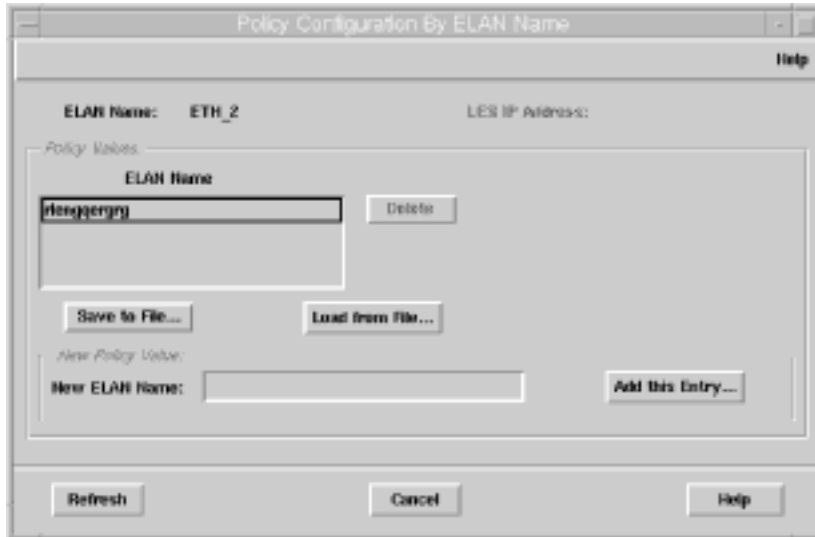 Policy Configuration By ELAN Name
Help
ELAN Name: ETH_2 LES IP Address:
Policy Values
ELAN Name
Delete
Save to File... Load from File...
New Policy Value:
New ELAN Name: Add this Entry...
Refresh Cancel Help